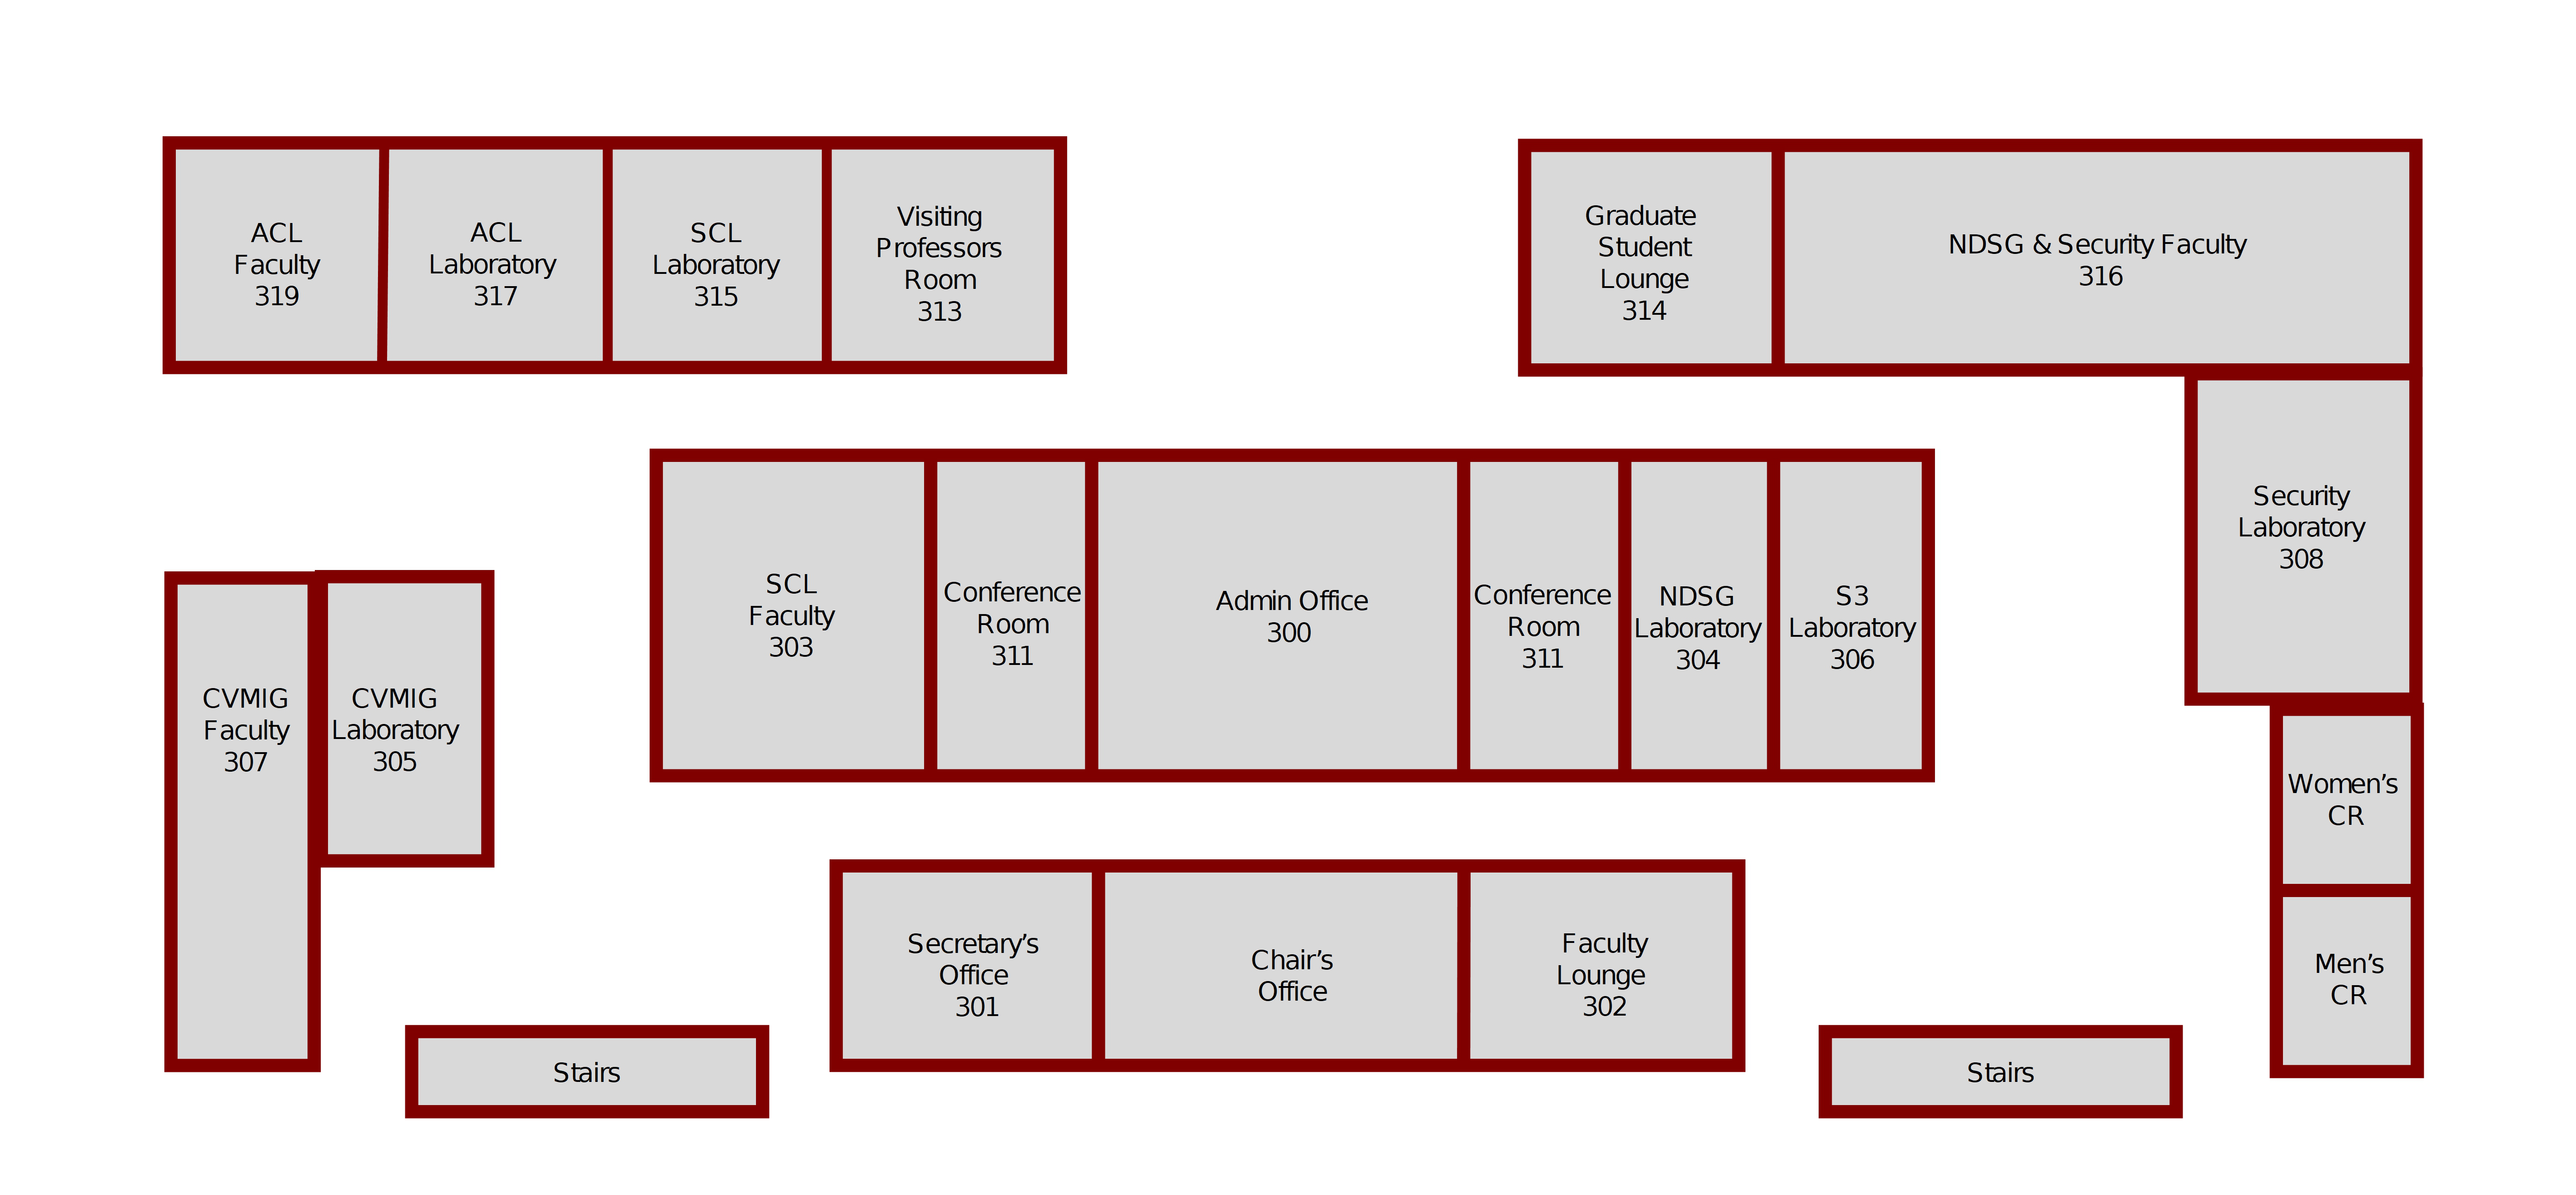 ACL
Faculty
319
ACL
Laboratory
317
SCL
Laboratory
315
Visiting
Professors
Room
313
Graduate
Student
Lounge
314
NDSG & Security Faculty
316
Security
Laboratory
308
SCL
Faculty
303
Conference
Room
311
Admin Office
300
Conference
Room
311
NDSG
Laboratory
304
S3
Laboratory
306
CVMIG
Faculty
307
CVMIG
Laboratory
305
Women’s
CR
Men’s
CR
Secretary’s
Office
301
Chair’s
Office
Faculty
Lounge
302
Stairs
Stairs